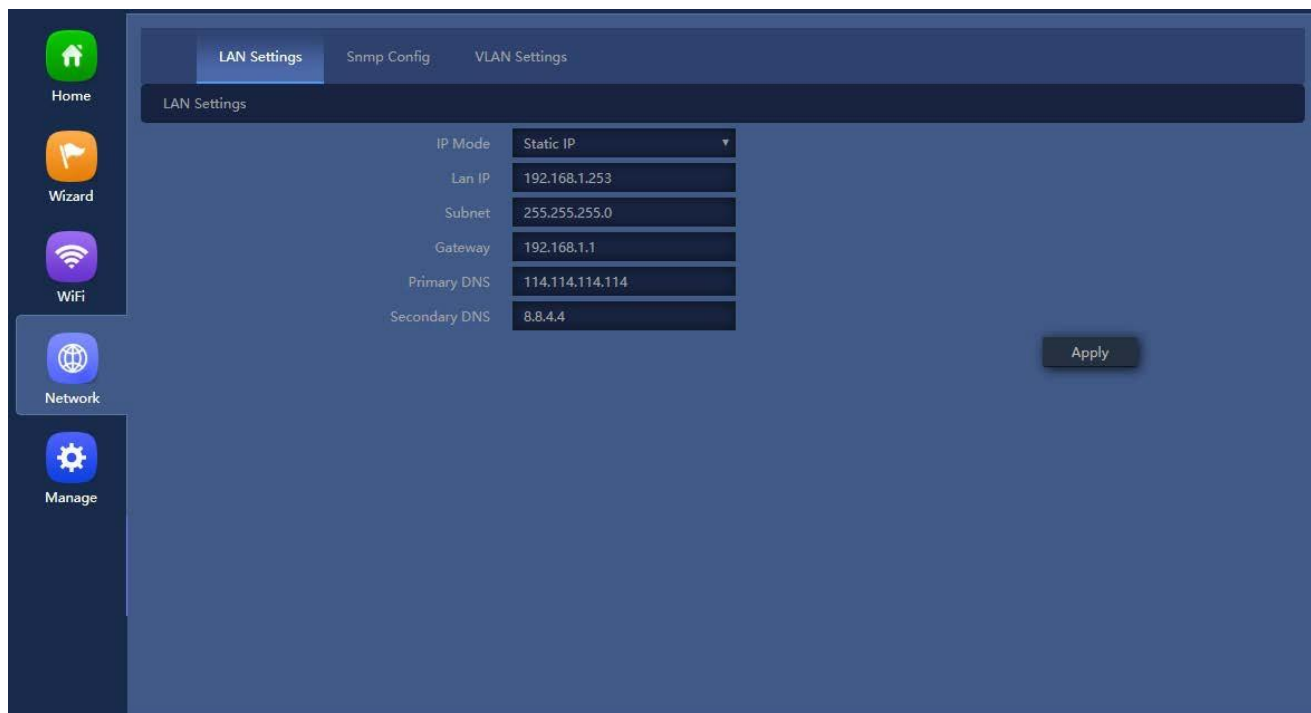 Home
Wizard
WiFi
Network
Manage
LAN Settings Snmp Config VLAN Settings
LAN Settings
IP Mode Static IP
Lan IP 192.168.1.253
Subnet 255.255.255.0
Gateway 192.168.1.1
Primary DNS 114.114.114.114
Secondary DNS 8.8.4.4
Apply